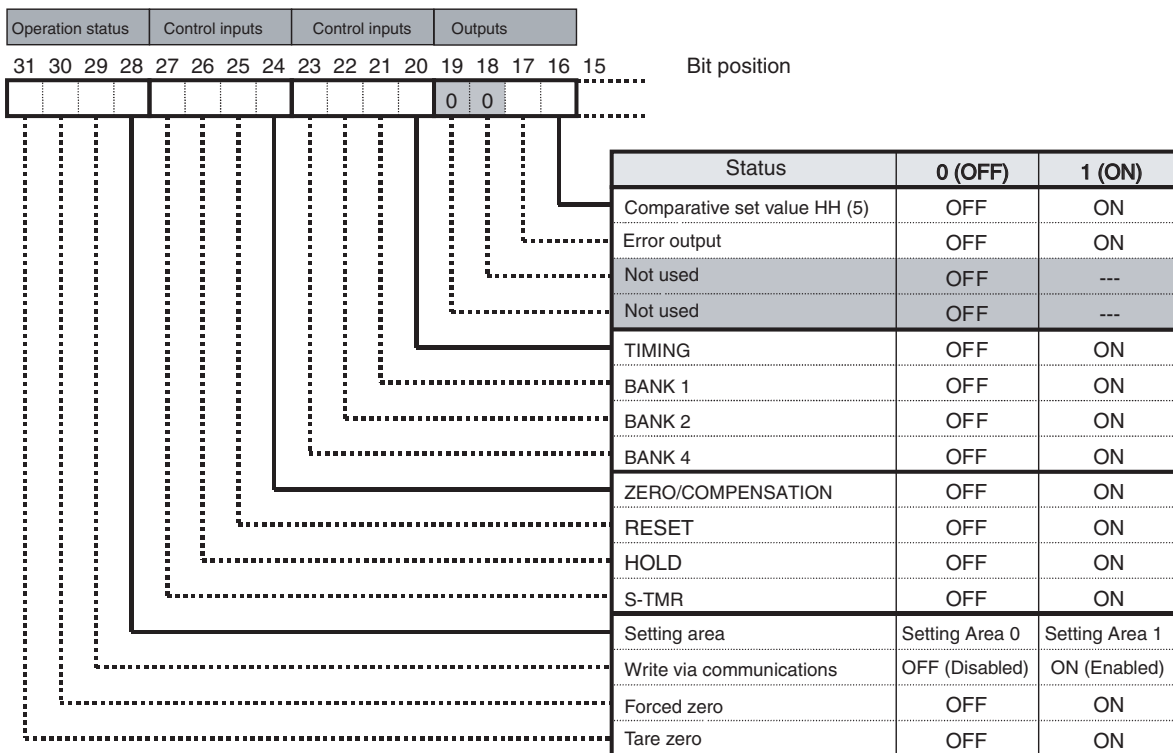 Operation status Control inputs Control inputs Outputs
31 30 29 28 27 26 25 24 23 22 21 20 19 18 17 16 15 Bit position
0 0
Status 0 (OFF) 1 (ON)
Comparative set value HH (5) OFF ON
Error output OFF ON
Not used OFF ---
Not used OFF ---
TIMING OFF ON
BANK 1 OFF ON
BANK 2 OFF ON
BANK 4 OFF ON
ZERO/COMPENSATION OFF ON
RESET OFF ON
HOLD OFF ON
S-TMR OFF ON
Setting area Setting Area 0 Setting Area 1
Write via communications OFF (Disabled) ON (Enabled)
Forced zero OFF ON
Tare zero OFF ON